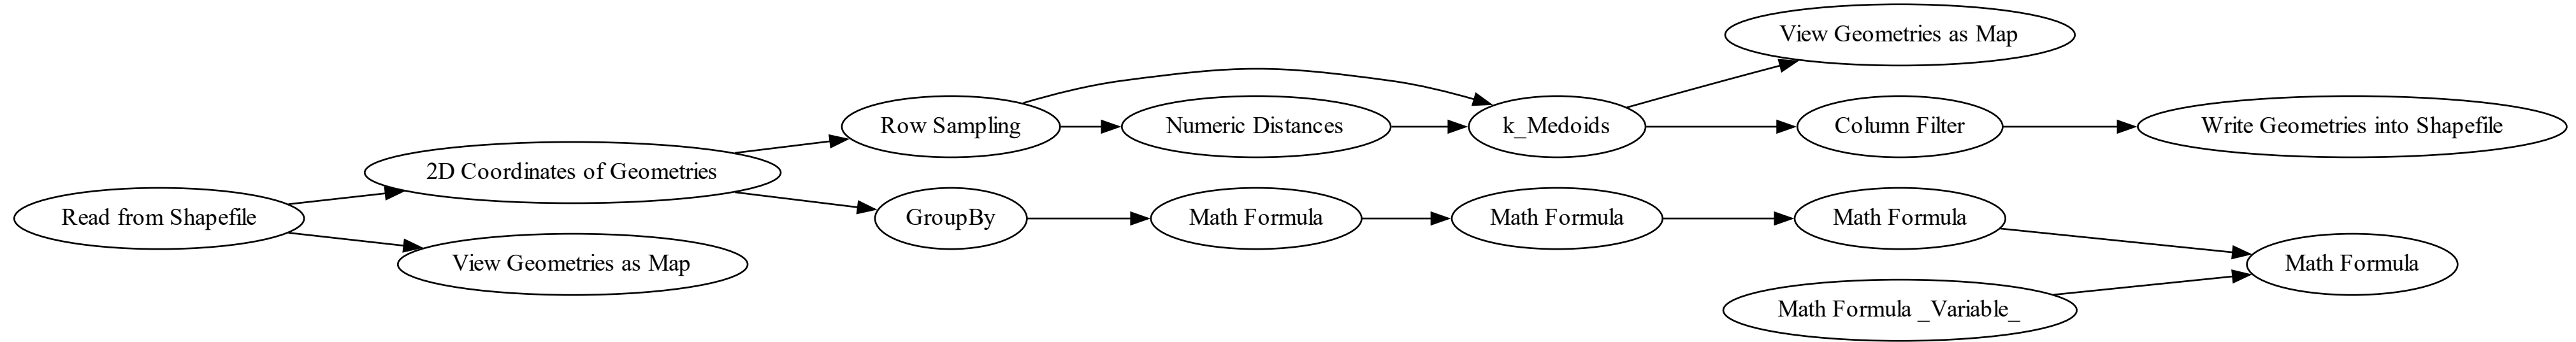 View Geometries as Map
Row Sampling
Numeric Distances
k_Medoids
Column Filter
Write Geometries into Shapefile
2D Coordinates of Geometries
Read from Shapefile
GroupBy
Math Formula
Math Formula
Math Formula
View Geometries as Map
Math Formula
Math Formula _Variable_